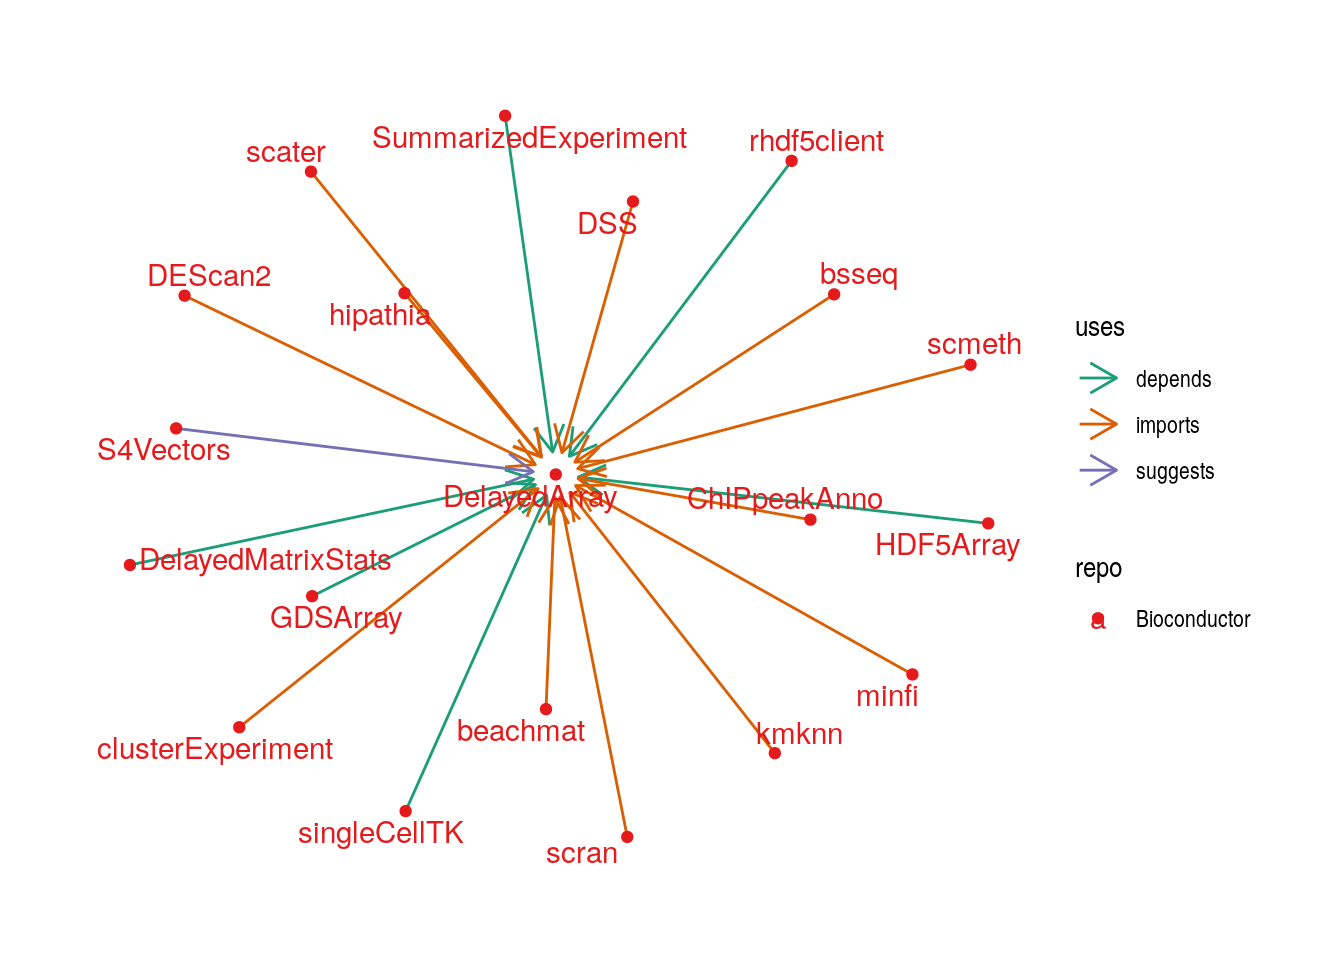 SummarizedExperiment
rhdf5client
scater
DSS
DEScan2
bsseq
hipathia
scmeth
S4Vectors
DelayedArray
ChIPpeakAnno
HDF5Array
DelayedMatrixStats
GDSArray
minfi
beachmat
kmknn
clusterExperiment
singleCellTK
scran
uses
depends
imports
suggests
repo
a
Bioconductor